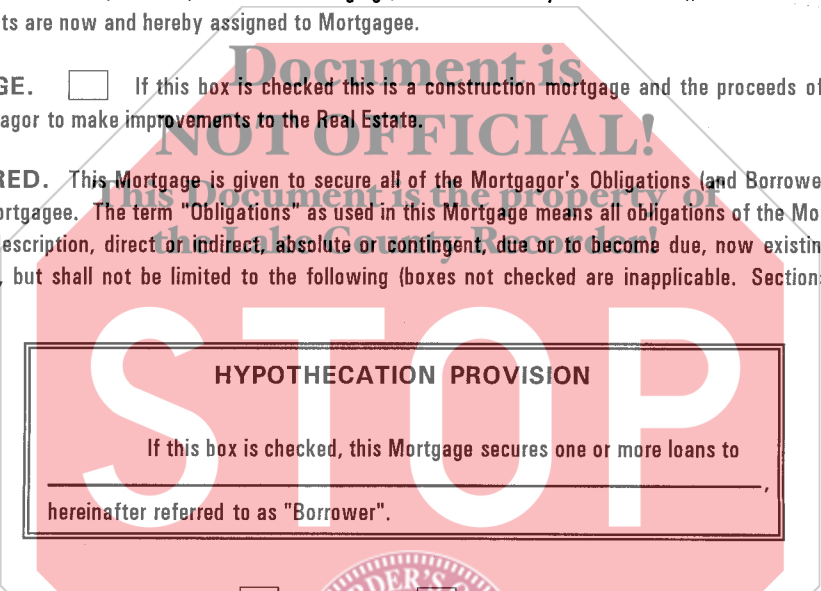 ts are now and hereby assigned to Mortgagee.
Document is
GE. If this box is checked this is a construction mortgage and the proceeds of
agor to make improvements to the Real Estate.
NOT OFFICIAL!
RED. This Mortgage is given to secure all of the Mortgagor's Obligations (and Borrowe
This Document is the property of
ortgagee. The term "Obligations" as used in this Mortgage means all obligations of the Mo
the Lake County Recorder!
escription, direct or indirect, absolute or contingent, due or to become due, now existin
, but shall not be limited to the following (boxes not checked are inapplicable. Section
STOP
HYPOTHECATION PROVISION
If this box is checked, this Mortgage secures one or more loans to
,
hereinafter referred to as "Borrower".
RDER'S